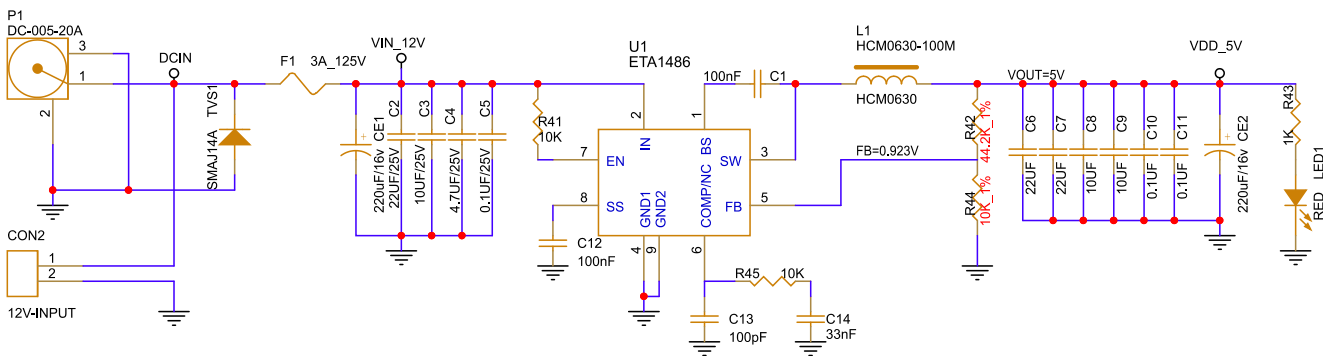 P1
DC-005-20A
3
1
2
DCIN
TVS1
SMAJ14A
CON2
1
2
12V-INPUT
F1 3A_125V
VIN_12V
220uF/16v CE1
22UF/25V C2
10UF/25V C3
4.7UF/25V C4
0.1UF/25V C5
R41
10K
U1
ETA1486
2
IN
1
BS
7
EN
SW
3
COMP/NC
8
SS
FB
5
GND1
GND2
4
9
6
C12
100nF
100nF C1
L1
HCM0630-100M
HCM0630
VOUT=5V
FB=0.923V
R42
44.2K_1%
R44
10K_1%
R45 10K
C13
100pF
C14
33nF
22UF C6
22UF C7
10UF C8
10UF C9
0.1UF C10
0.1UF C11
VDD_5V
220uF/16v CE2
R43
1K
RED LED1